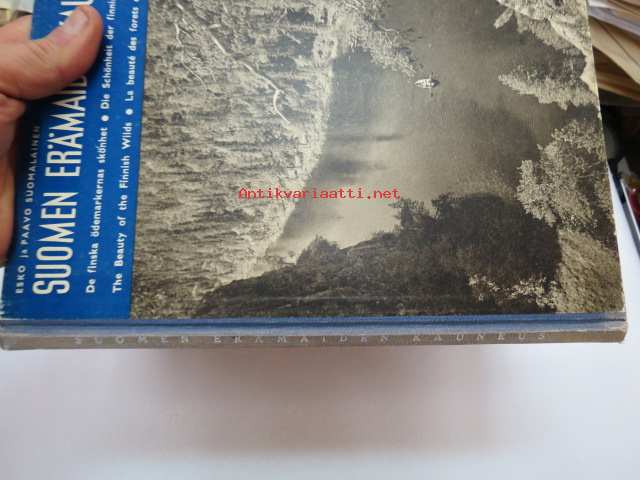 ESKO JA PAAVO SUOMALAINEN
SUOMEN ERÄMAID
De finska ödemarkernas skönhet • Die Schönheit der finni
The Beauty of the Finnish Wilds • La beauté des forets
Antikvariaatti.net
SUOMEN ERÄMAIDEN KAUNEUS